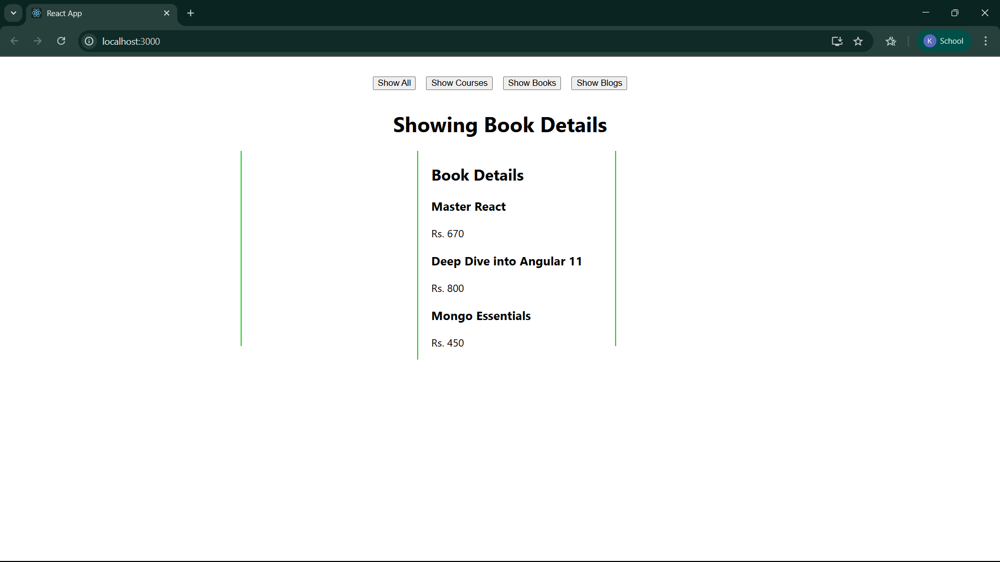 React App
localhost:3000
K School
Show All Show Courses Show Books Show Blogs
Showing Book Details
Book Details
Master React
Rs. 670
Deep Dive into Angular 11
Rs. 800
Mongo Essentials
Rs. 450